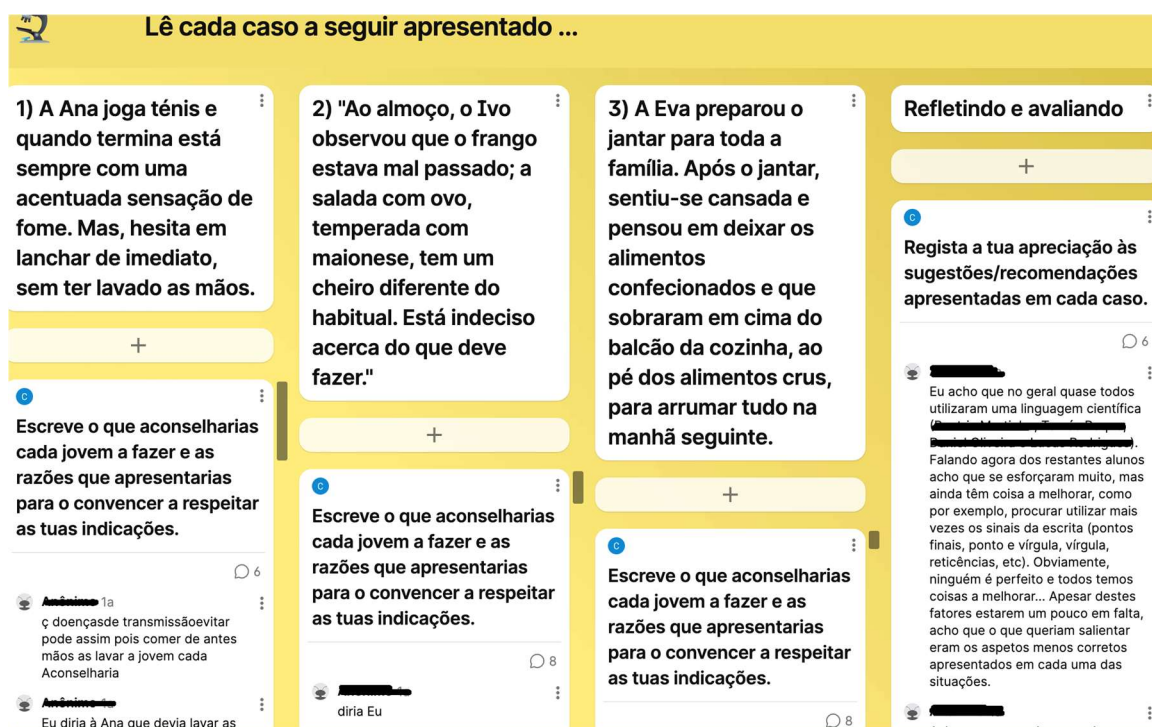 Lê cada caso a seguir apresentado ...
1) A Ana joga ténis e
quando termina está
sempre com uma
acentuada sensação de
fome. Mas, hesita em
lanchar de imediato,
sem ter lavado as mãos.
+
C
Escreve o que aconselharias
cada jovem a fazer e as
razões que apresentarias
para o convencer a respeitar
as tuas indicações.
6
1a
ç doençasde transmissãoevitar
pode assim pois comer de antes
mãos as lavar a jovem cada
Aconselharia
Eu diria à Ana que devia lavar as
2) "Ao almoço, o Ivo
observou que o frango
estava mal passado; a
salada com ovo,
temperada com
maionese, tem um
cheiro diferente do
habitual. Está indeciso
acerca do que deve
fazer."
+
C
Escreve o que aconselharias
cada jovem a fazer e as
razões que apresentarias
para o convencer a respeitar
as tuas indicações.
8
diria Eu
3) A Eva preparou o
jantar para toda a
família. Após o jantar,
sentiu-se cansada e
pensou em deixar os
alimentos
confecionados e que
sobraram em cima do
balcão da cozinha, ao
pé dos alimentos crus,
para arrumar tudo na
manhã seguinte.
+
C
Escreve o que aconselharias
cada jovem a fazer e as
razões que apresentarias
para o convencer a respeitar
as tuas indicações.
8
Refletindo e avaliando
+
C
Regista a tua apreciação às
sugestões/recomendações
apresentadas em cada caso.
6
Eu acho que no geral quase todos
utilizaram uma linguagem científica
Falando agora dos restantes alunos
acho que se esforçaram muito, mas
ainda têm coisa a melhorar, como
por exemplo, procurar utilizar mais
vezes os sinais da escrita (pontos
finais, ponto e vírgula, vírgula,
reticências, etc). Obviamente,
ninguém é perfeito e todos temos
coisas a melhorar... Apesar destes
fatores estarem um pouco em falta,
acho que o que queriam salientar
eram os aspetos menos corretos
apresentados em cada uma das
situações.